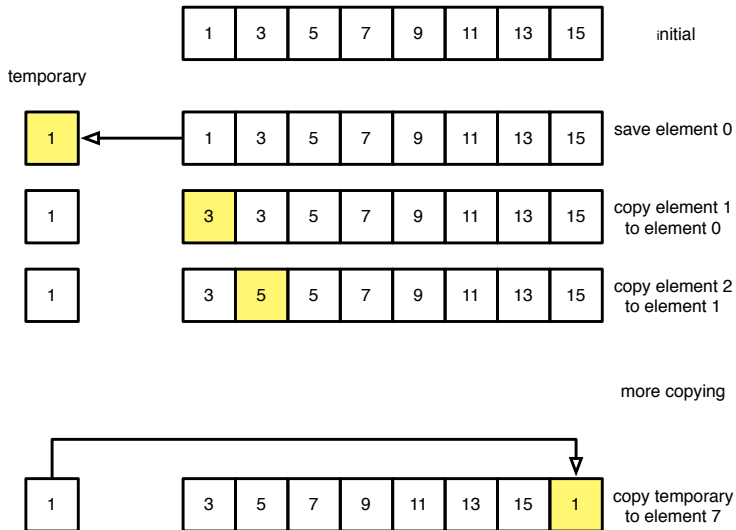 1 3 5 7 9 11 13 15 initial
temporary
1 1 3 5 7 9 11 13 15 save element 0
1 3 3 5 7 9 11 13 15 copy element 1
to element 0
1 3 5 5 7 9 11 13 15 copy element 2
to element 1
more copying
1 3 5 7 9 11 13 15 1 copy temporary
to element 7